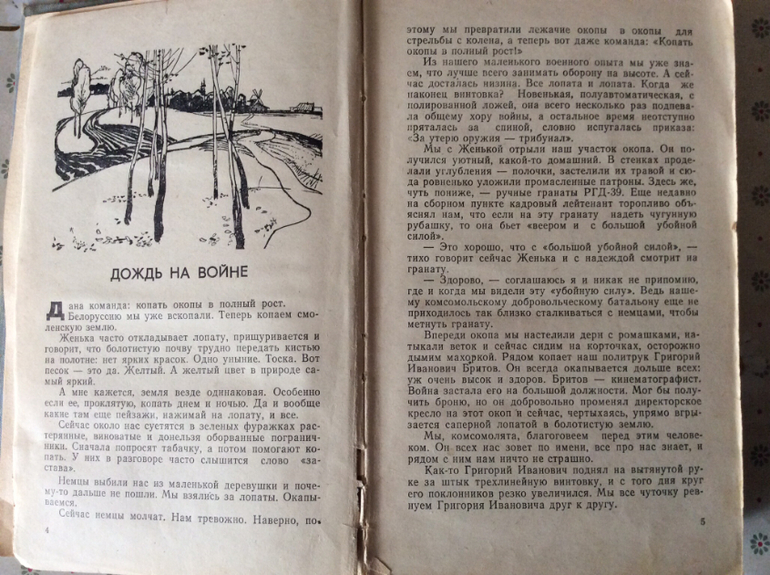 ДОЖДЬ НА ВОЙНЕ
Дана команда: копать окопы в полный рост.
Белоруссию мы уже вскопали. Теперь копаем смо-
ленскую землю.
Женька часто откладывает лопату, прищуривается и
говорит, что болотистую почву трудно передать кистью
на полотне: нет ярких красок. Одно уныние. Тоска. Вот
песок — это да. Желтый. А желтый цвет в природе са-
мый яркий.
А мне кажется, земля везде одинаковая. Особенно
если ее, проклятую, копать днем и ночью. Да и вообще
какие там еще пейзажи, нажимай на лопату, и все.
Сейчас около нас суетятся в зеленых фуражках рас-
терянные, виноватые и донельзя оборванные погранич-
ники. Сначала попросят табачку, а потом помогают ко-
пать. У них в разговоре часто слышится слово «за-
става».
Немцы выбили нас из маленькой деревушки и поче-
му-то дальше не пошли. Мы взялись за лопаты. Окапы-
ваемся.
Сейчас немцы молчат. Нам тревожно. Наверно, по-
4
этому мы превратили лежачие окопы в окопы для
стрельбы с колена, а теперь вот даже команда: «Копать
окопы в полный рост!»
Из нашего маленького военного опыта мы уже зна-
ем, что лучше всего занимать оборону на высоте. А сей-
час досталась низина. Все лопата и лопата. Когда же
наконец винтовка? Новенькая, полуавтоматическая, с
полированной ложей, она всего несколько раз подпева-
ла общему хору войны, а остальное время неотступно
пряталась за спиной, словно испуталась приказа:
«За утерю оружия — трибунал».
Мы с Женькой отрыли наш участок окопа. Он по-
лучился уютный, какой-то домашний. В стенках проде-
лали углубления — полочки, застелили их травой и сю-
да ровненько уложили промасленные патроны. Здесь же,
чуть пониже, — ручные гранаты РГД-39. Еще недавно
на сборном пункте кадровый лейтенант торопливо объ-
яснял нам, что если на эту гранату надеть чугунную
рубашку, то она бьет «веером и с большой убойной
силой».
— Это хорошо, что с «большой убойной силой», —
тихо говорит сейчас Женька и с надеждой смотрит на
гранату.
— Здорово, — соглашаюсь я и никак не припомню,
где и когда мы видели эту «убойную силу». Ведь нашему
комсомольскому добровольческому батальону еще не
приходилось так близко сталкиваться с немцами, чтобы
метнуть гранату.
Впереди окопа мы настелили дерн с ромашками, на-
тыкали веток и сейчас сидим на корточках, осторожно
дымим махоркой. Рядом копает наш политрук Григорий
Иванович Бритов. Он всегда окапывается дольше всех:
уж очень высок и здоров. Бритов — кинематографист.
Война застала его на большой должности. Мог бы полу-
чить броню, но он добровольно променял директорское
кресло на этот окоп и сейчас, чертыхаясь, упрямо вгры-
зается саперной лопатой в болотистую землю.
Мы, комсомолята, благоговеем перед этим челове-
ком. Он всех нас зовет по имени, все про нас знает, и
рядом с ним нам ничто не страшно.
Как-то Григорий Иванович поднял на вытянутой ру-
ке за штык трехлинейную винтовку, и с того дня круг
его поклонников резко увеличился. Мы все чуточку рев-
нуем Григория Ивановича друг к другу.
5